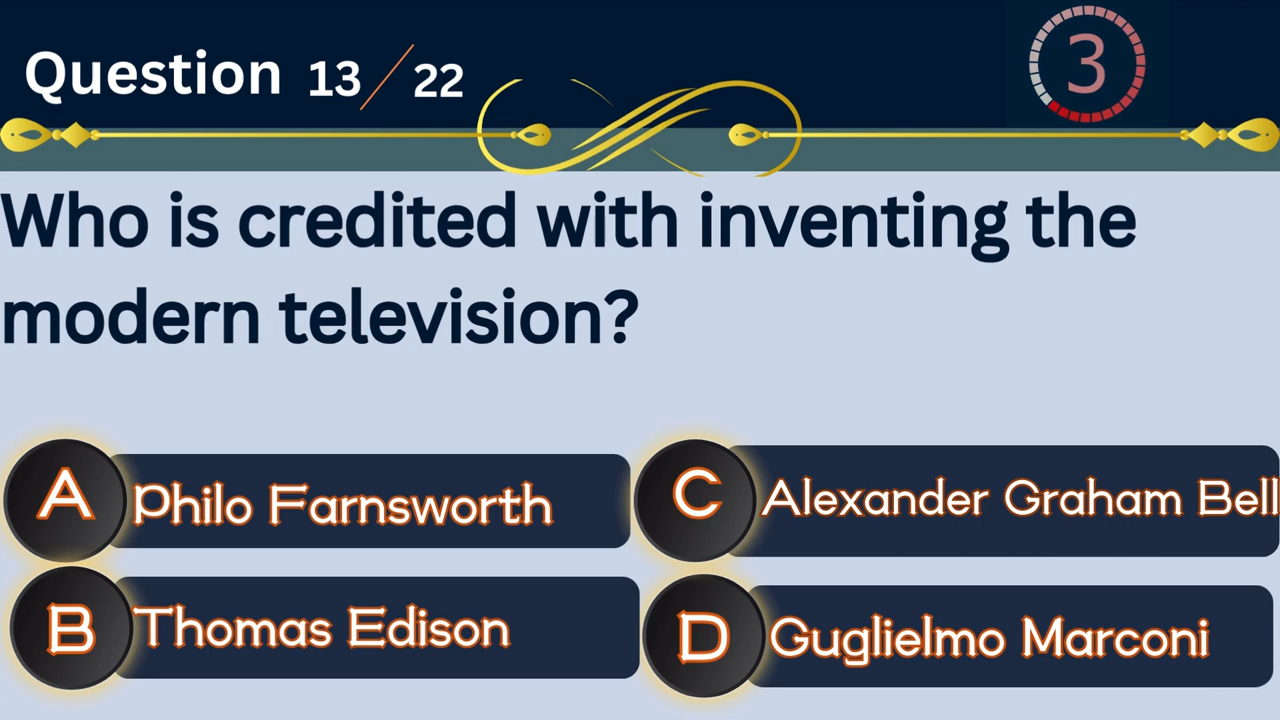 Question 13/22
3
Who is credited with inventing the
modern television?
A Philo Farnsworth
B Thomas Edison
C Alexander Graham Bell
D Guglielmo Marconi